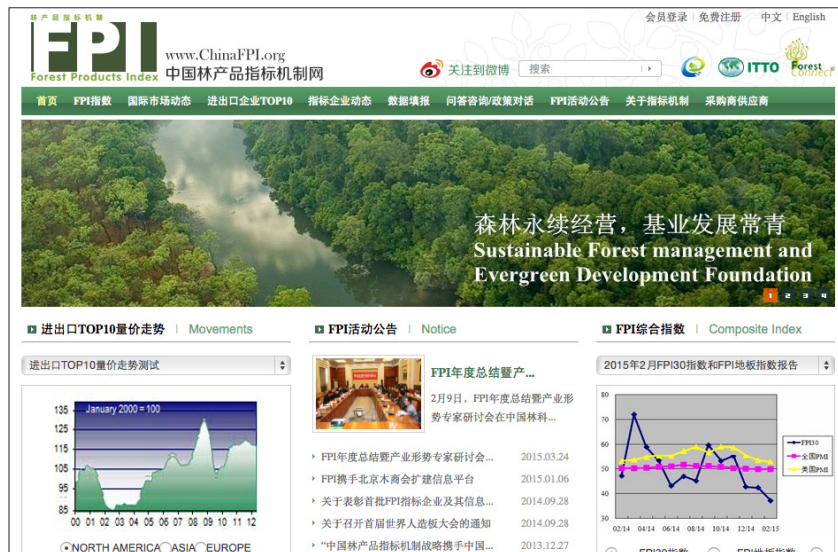 林产品指标机制
FPI
Forest Products Index
www.ChinaFPI.org
中国林产品指标机制网
会员登录 | 免费注册 中文 | English
关注到微博
搜索
ITTO
Forest
Connect
首页 FPI指数 国际市场动态 进出口企业TOP10 指标企业动态 数据填报 问答咨询/政策对话 FPI活动公告 关于指标机制 采购商供应商
森林永续经营，基业发展常青
Sustainable Forest management and
Evergreen Development Foundation
1 2 3 4
进出口TOP10量价走势 | Movements
进出口TOP10量价走势测试
January 2000 = 100
135
125
115
105
95
85
00 01 02 03 04 05 06 07 08 09 10 11 12
NORTH AMERICA ASIA EUROPE
FPI活动公告 | Notice
FPI年度总结暨产...
2月9日，FPI年度总结暨产业形
势专家研讨会在中国林科...
FPI年度总结暨产业形势专家研讨会... 2015.03.24
FPI携手北京木商会扩建信息平台 2015.01.06
关于表彰首批FPI指标企业及其信息... 2014.09.28
关于召开首届世界人造板大会的通知 2014.09.28
“中国林产品指标机制战略携手中国... 2013.12.27
FPI综合指数 | Composite Index
2015年2月FPI30指数和FPI地板指数报告
80
70
60
50
40
30
02/14 04/14 06/14 08/14 10/14 12/14 02/15
FPI30
全国PMI
美国PMI
FPI30指数 FPI地板指数